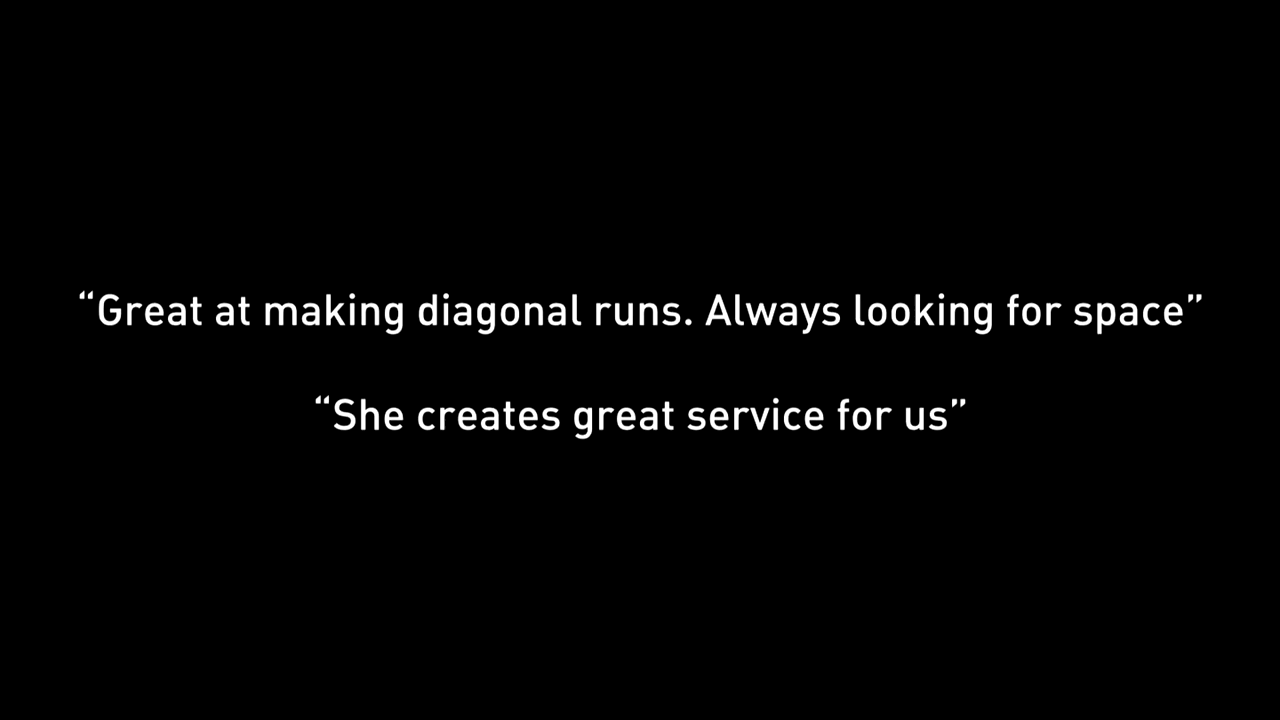 “Great at making diagonal runs. Always looking for space”
“She creates great service for us”